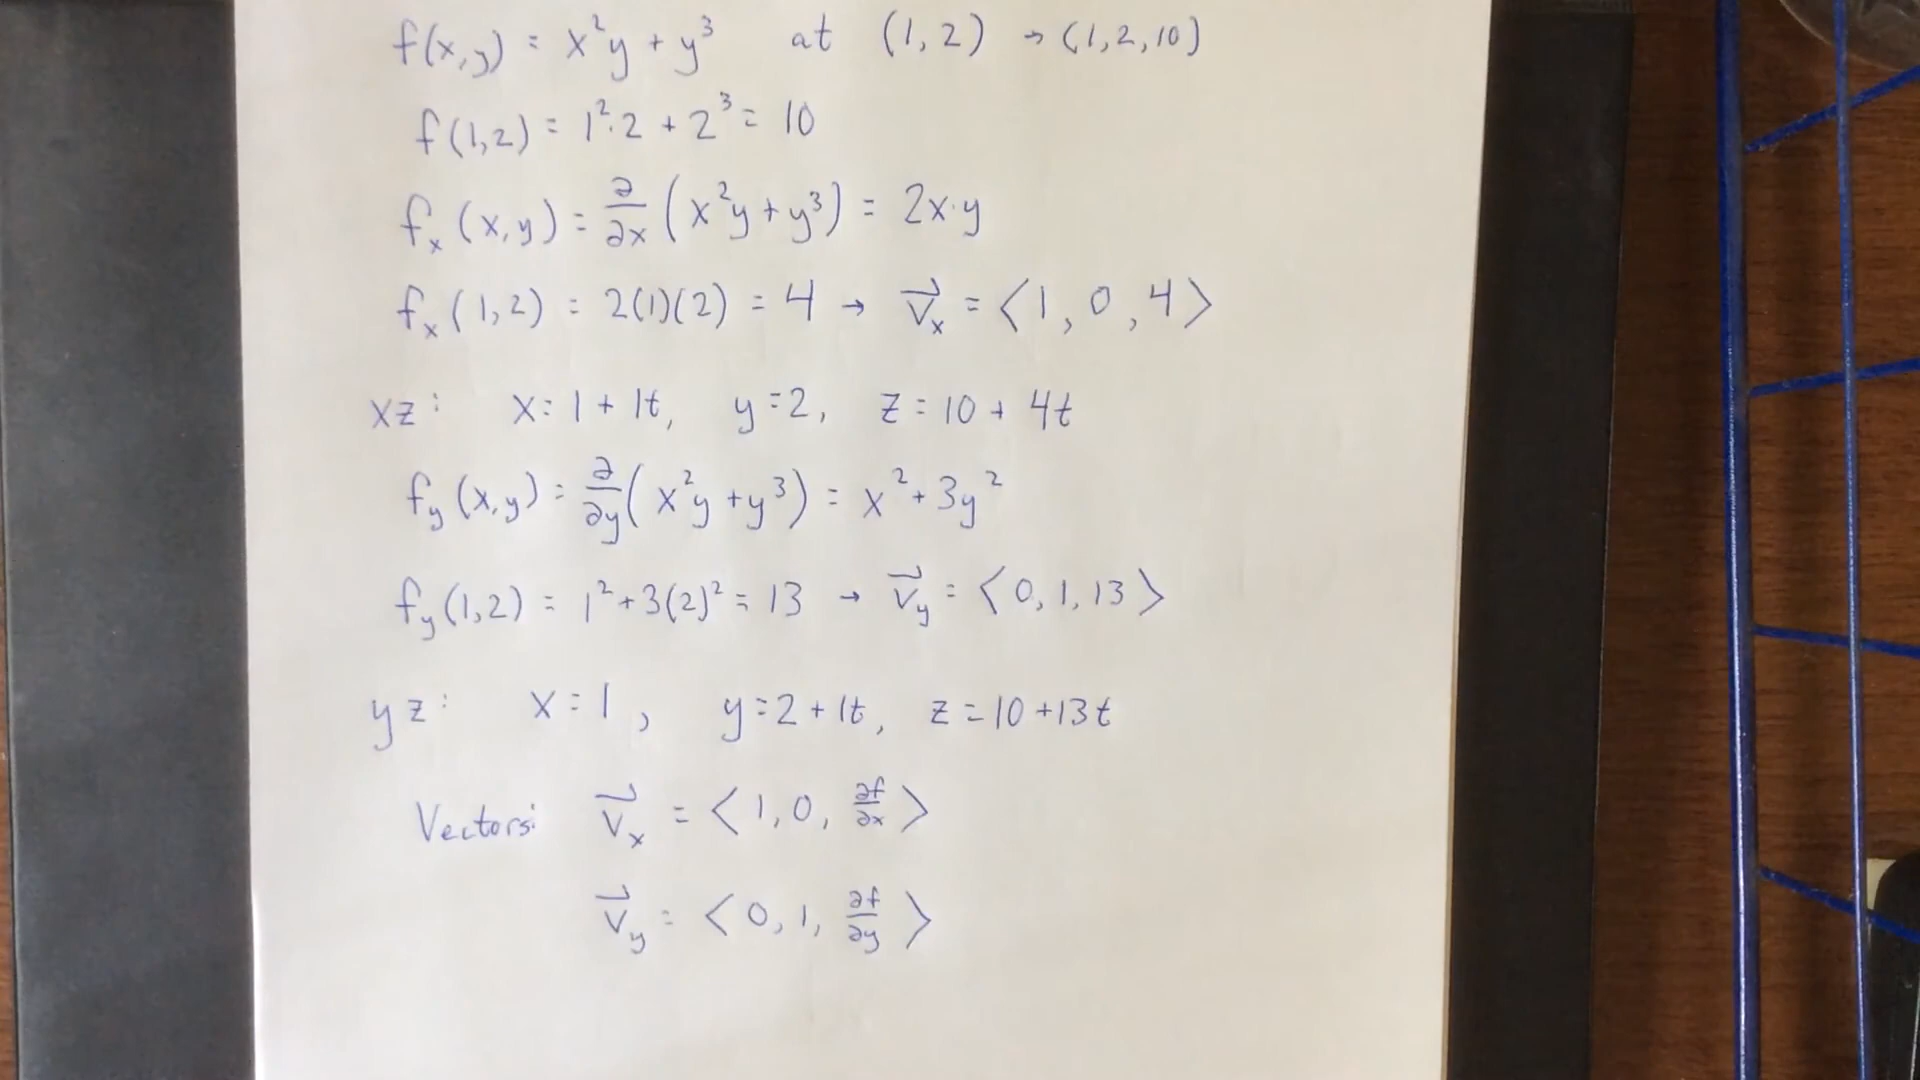 f(x,y) = x²y + y³ at (1,2) → (1,2,10)
f(1,2) = 1²·2 + 2³ = 10
fₓ(x,y) = ∂/∂x (x²y + y³) = 2x·y
fₓ(1,2) = 2(1)(2) = 4 → v⃗ₓ = ⟨1, 0, 4⟩
xz: x = 1 + 1t, y = 2, z = 10 + 4t
f_y(x,y) = ∂/∂y (x²y + y³) = x² + 3y²
f_y(1,2) = 1² + 3(2)² = 13 → v⃗_y = ⟨0, 1, 13⟩
yz: x = 1, y = 2 + 1t, z = 10 + 13t
Vectors: v⃗ₓ = ⟨1, 0, ∂f/∂x⟩
v⃗_y = ⟨0, 1, ∂f/∂y⟩